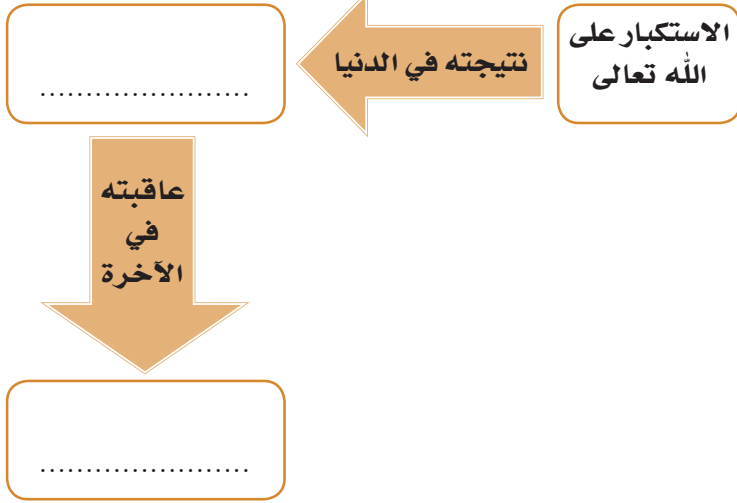 الاستكبار على
الله تعالى
نتيجته في الدنيا
.......................
عاقبته
في
الآخرة
.......................